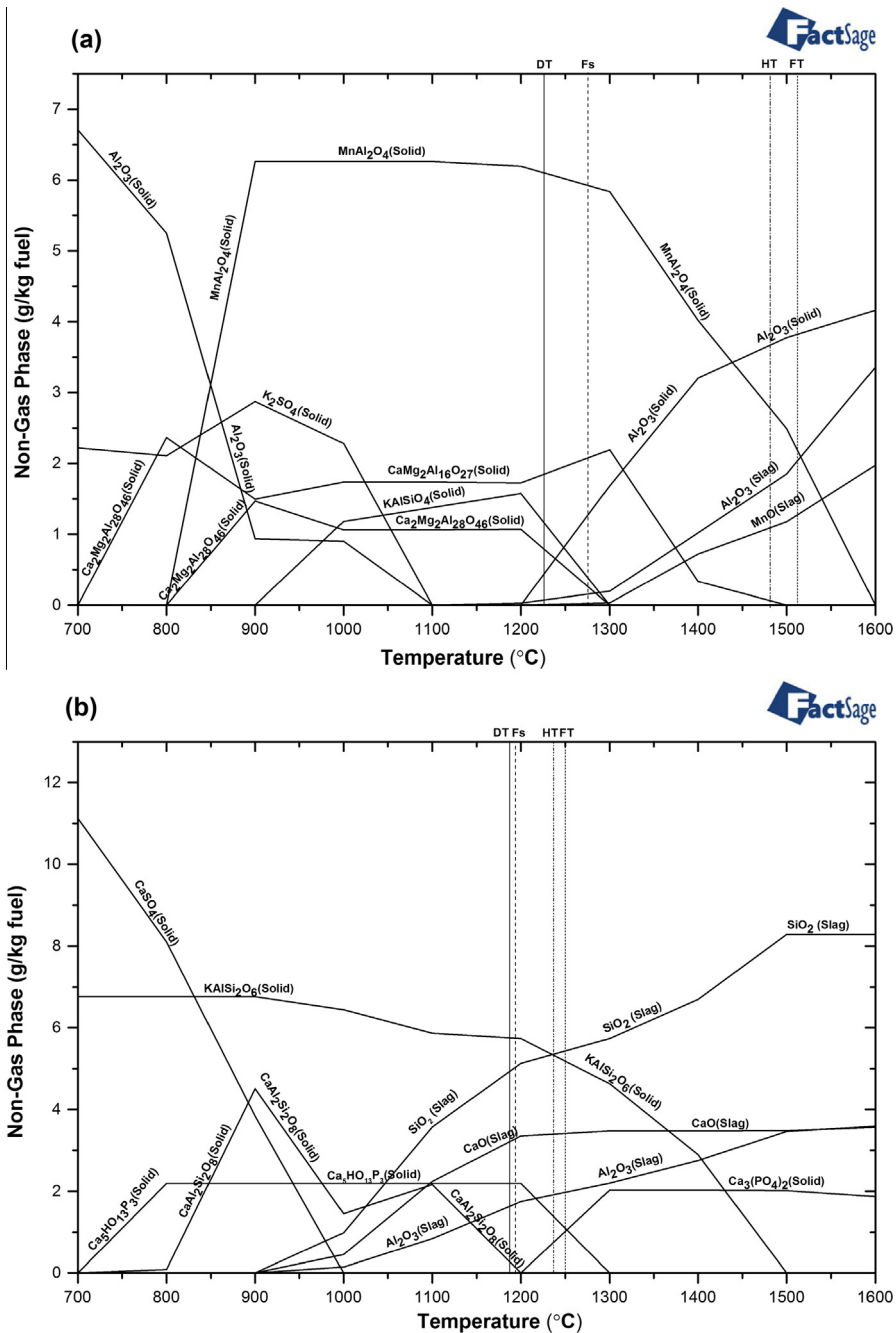 (a)
FactSage
DT Fs HT FT
Non-Gas Phase (g/kg fuel)
7
6
5
4
3
2
1
0
Al₂O₃(Solid)
MnAl₂O₄(Solid)
MnAl₂O₄(Solid)
MnAl₂O₄(Solid)
Al₂O₃(Solid)
K₂SO₄(Solid)
Al₂O₃(Solid)
Al₂O₃(Solid)
CaMg₂Al₁₆O₂₇(Solid)
Ca₂Mg₂Al₂₈O₄₆(Solid)
KAlSiO₄(Solid)
Al₂O₃(Slag)
Ca₂Mg₂Al₂₈O₄₆(Solid)
Ca₂Mg₂Al₂₈O₄₆(Solid)
MnO(Slag)
700 800 900 1000 1100 1200 1300 1400 1500 1600
Temperature (°C)
(b)
FactSage
DT Fs HT FT
Non-Gas Phase (g/kg fuel)
12
10
8
6
4
2
0
CaSO₄(Solid)
SiO₂ (Slag)
KAlSi₂O₆(Solid)
SiO₂ (Slag)
KAlSi₂O₆(Solid)
CaAl₂Si₂O₈(Solid)
SiO₂ (Slag)
CaO(Slag)
CaO(Slag)
Ca₅HO₁₃P₃(Solid)
CaAl₂Si₂O₈(Solid)
Ca₅HO₁₃P₃(Solid)
Al₂O₃(Slag)
Ca₃(PO₄)₂(Solid)
CaAl₂Si₂O₈(Solid)
Al₂O₃(Slag)
700 800 900 1000 1100 1200 1300 1400 1500 1600
Temperature (°C)